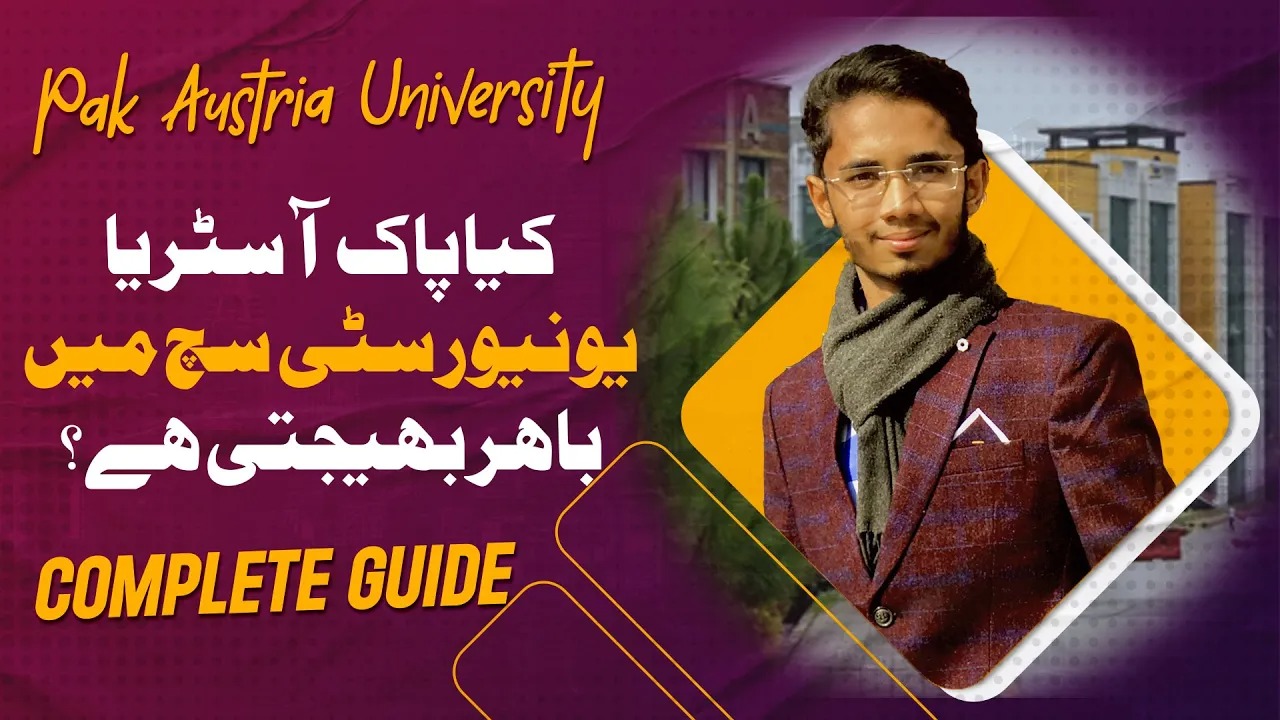 Pak Austria University
کیا پاک آسٹریا
یونیورسٹی سچ میں
باھر بھیجتی ھے؟
COMPLETE GUIDE
A